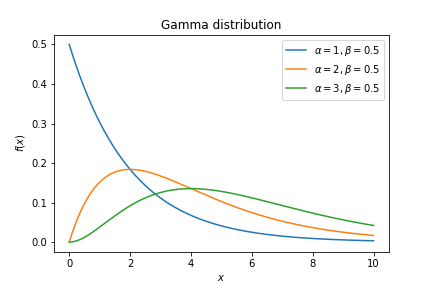 Gamma distribution
0.5
0.4
0.3
0.2
0.1
0.0
f(x)
α = 1, β = 0.5
α = 2, β = 0.5
α = 3, β = 0.5
0 2 4 6 8 10
x